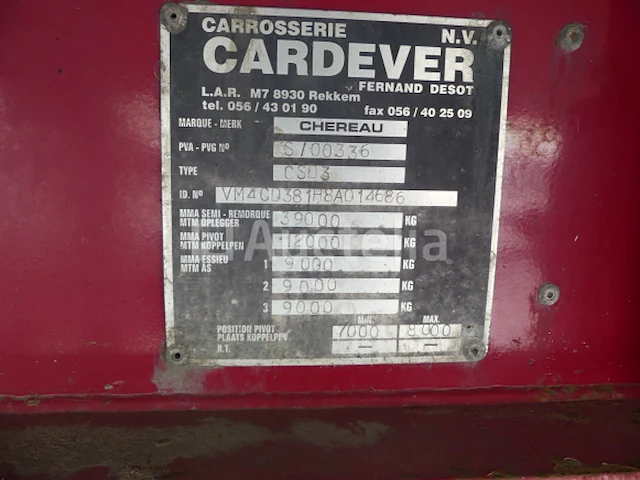 CARROSSERIE N.V.
CARDEVER
FERNAND DESOT
L.A.R. M7 8930 Rekkem
tel. 056/43 01 90 fax 056/40 25 09
MARQUE - MERK CHEREAU
PVA - PVG Nº S/00336
TYPE CSD3
ID. Nº VM4CD381H8A014686
MMA SEMI - REMORQUE 39000 KG
MTM OPLEGGER
MMA PIVOT 12000 KG
MTM KOPPELPEN
MMA ESSIEU 1 9000 KG
MTM AS
2 9000 KG
3 9000 KG
MIN. MAX.
POSITION PIVOT 7000 8000
PLAATS KOPPELPEN
R.T. — —
Auctelia